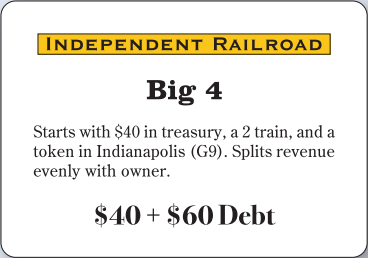 INDEPENDENT RAILROAD
Big 4
Starts with $40 in treasury, a 2 train, and a
token in Indianapolis (G9). Splits revenue
evenly with owner.
$40 + $60 Debt